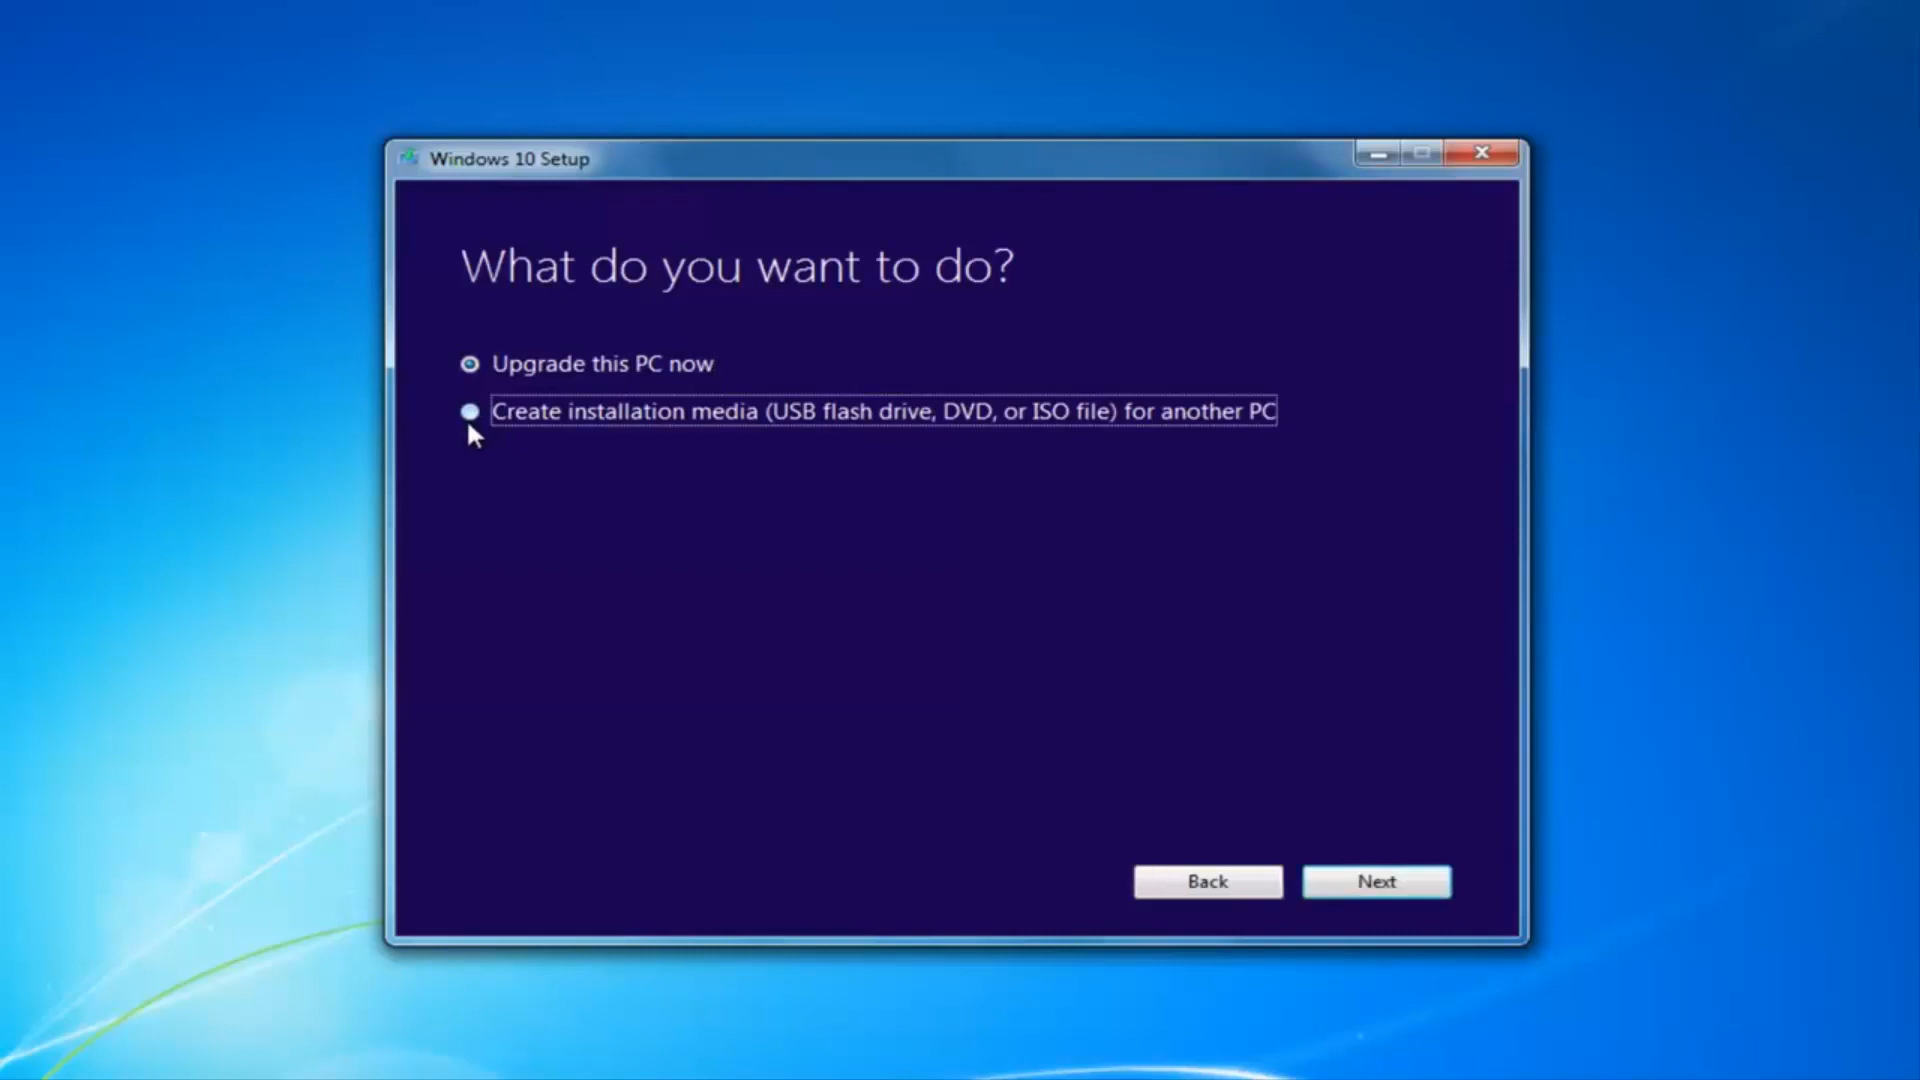 Windows 10 Setup
What do you want to do?
Upgrade this PC now
Create installation media (USB flash drive, DVD, or ISO file) for another PC
Back
Next